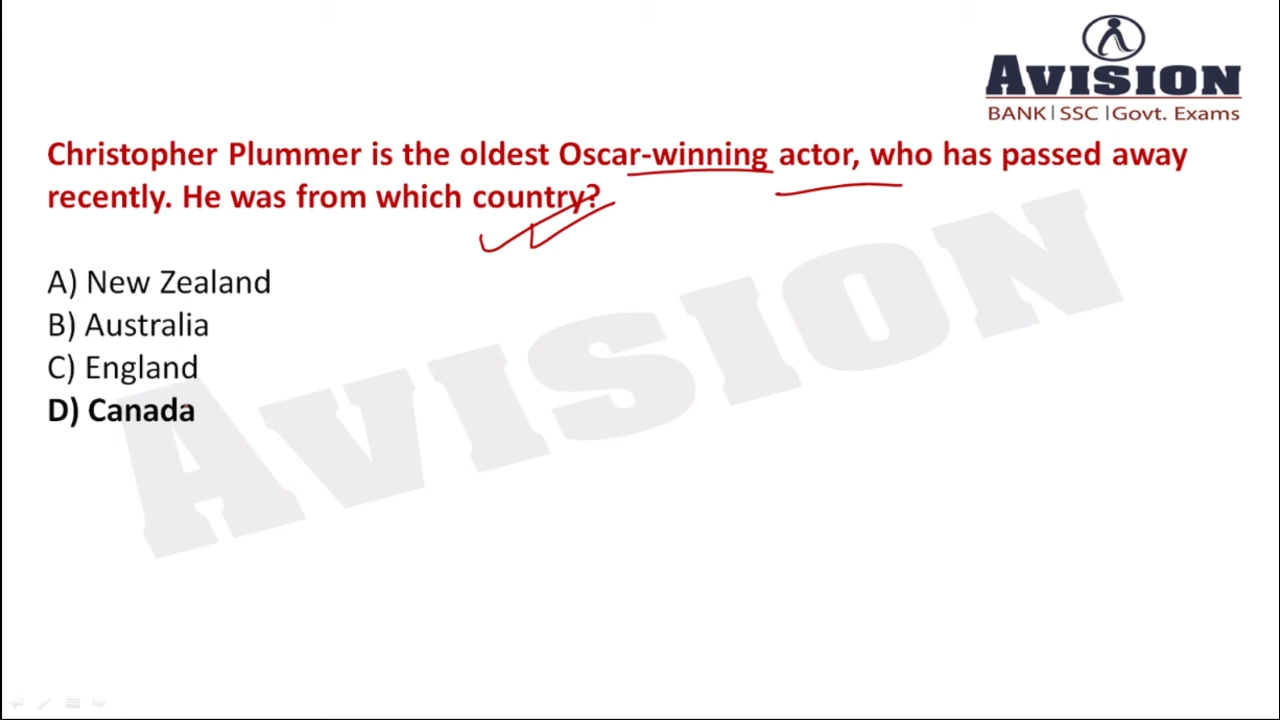 AVISION
BANK | SSC | Govt. Exams
Christopher Plummer is the oldest Oscar-winning actor, who has passed away
recently. He was from which country?
A) New Zealand
B) Australia
C) England
D) Canada
AVISION